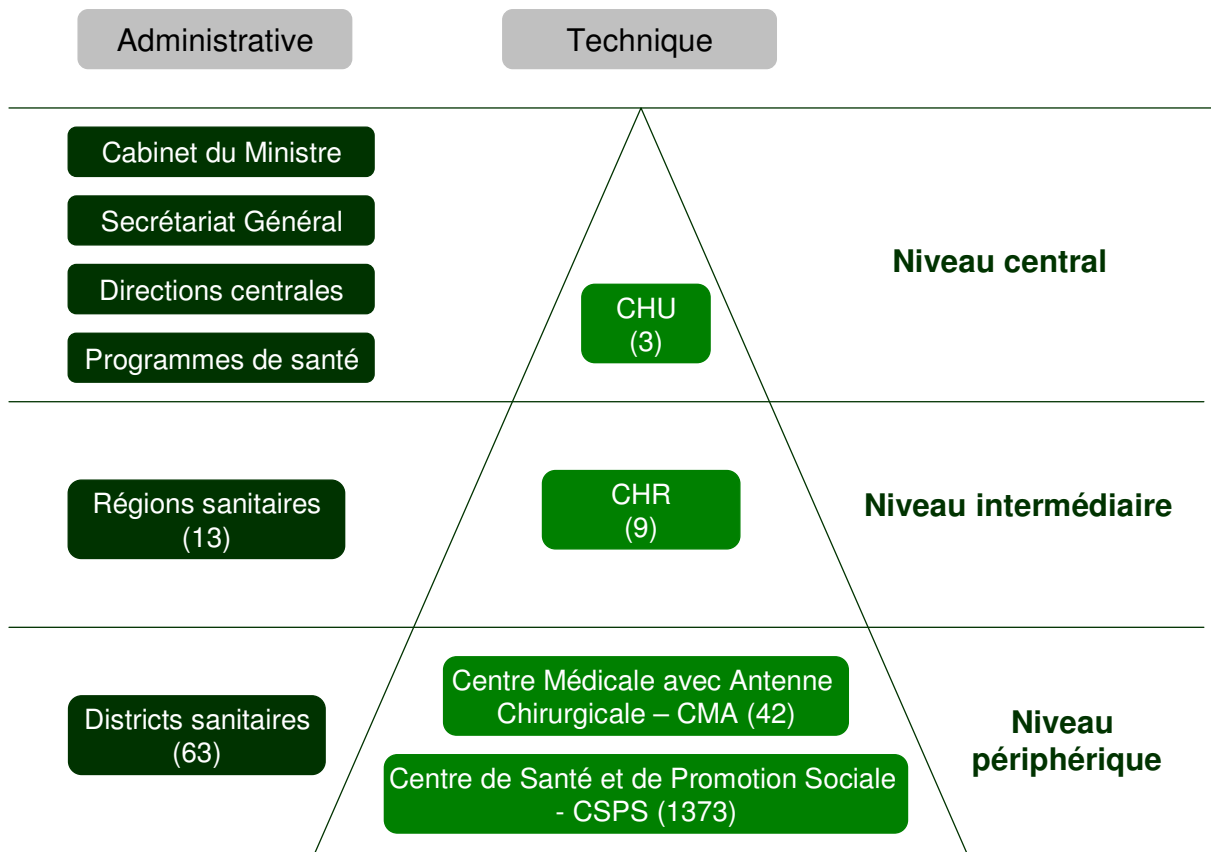 Administrative
Technique
Cabinet du Ministre
Secrétariat Général
Directions centrales
Programmes de santé
CHU
(3)
Niveau central
Régions sanitaires
(13)
CHR
(9)
Niveau intermédiaire
Districts sanitaires
(63)
Centre Médicale avec Antenne
Chirurgicale – CMA (42)
Centre de Santé et de Promotion Sociale
- CSPS (1373)
Niveau
périphérique